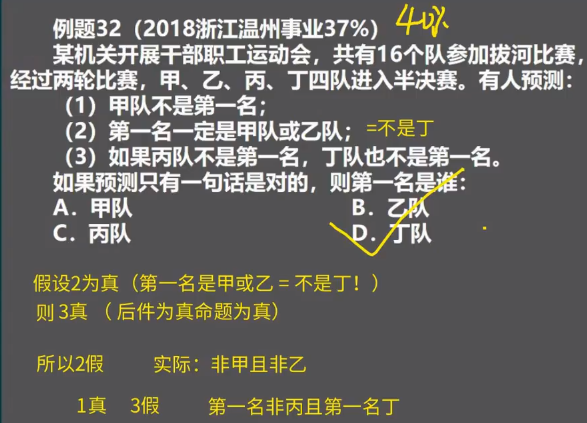 例题32（2018浙江温州事业37%） 40%
某机关开展干部职工运动会，共有16个队参加拔河比赛，
经过两轮比赛，甲、乙、丙、丁四队进入半决赛。有人预测：
（1）甲队不是第一名；
（2）第一名一定是甲队或乙队； =不是丁
（3）如果丙队不是第一名，丁队也不是第一名。
如果预测只有一句话是对的，则第一名是谁：
A．甲队 B．乙队
C．丙队 D．丁队
假设2为真（第一名是甲或乙 = 不是丁！）
则 3真 （ 后件为真命题为真）
所以2假 实际：非甲且非乙
1真 3假 第一名非丙且第一名丁